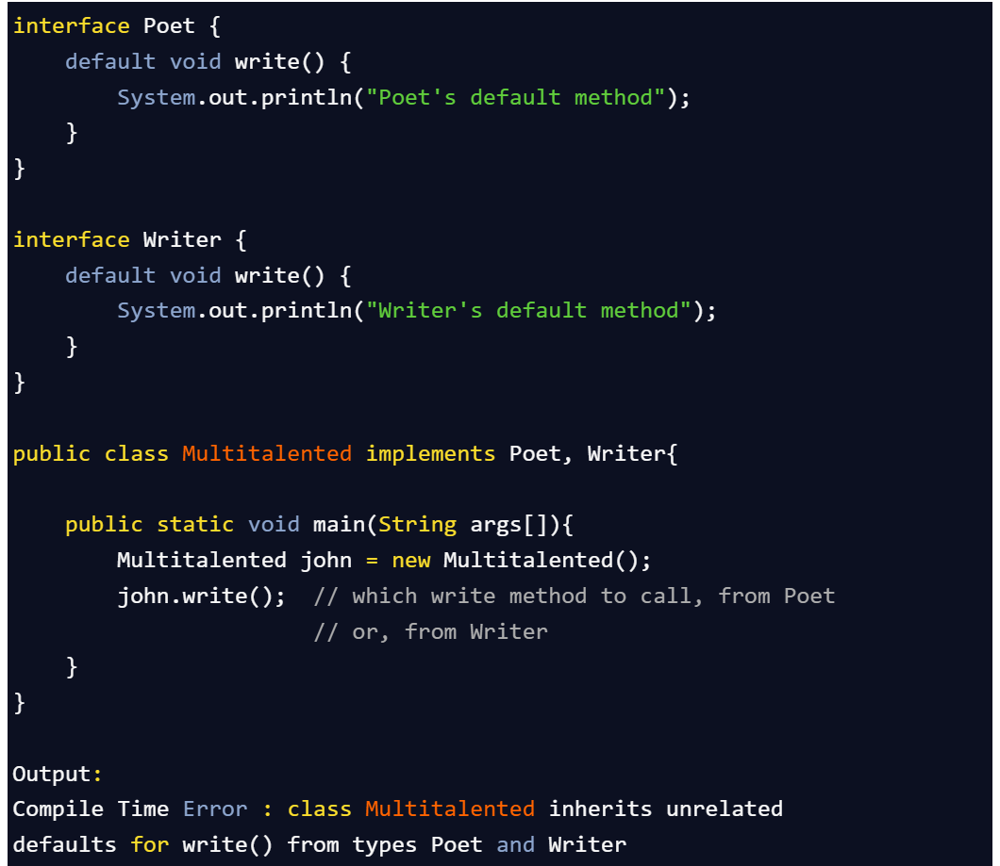 interface Poet {
    default void write() {
        System.out.println("Poet's default method");
    }
}

interface Writer {
    default void write() {
        System.out.println("Writer's default method");
    }
}

public class Multitalented implements Poet, Writer{

    public static void main(String args[]){
        Multitalented john = new Multitalented();
        john.write();  // which write method to call, from Poet
                       // or, from Writer
    }
}

Output:
Compile Time Error : class Multitalented inherits unrelated
defaults for write() from types Poet and Writer